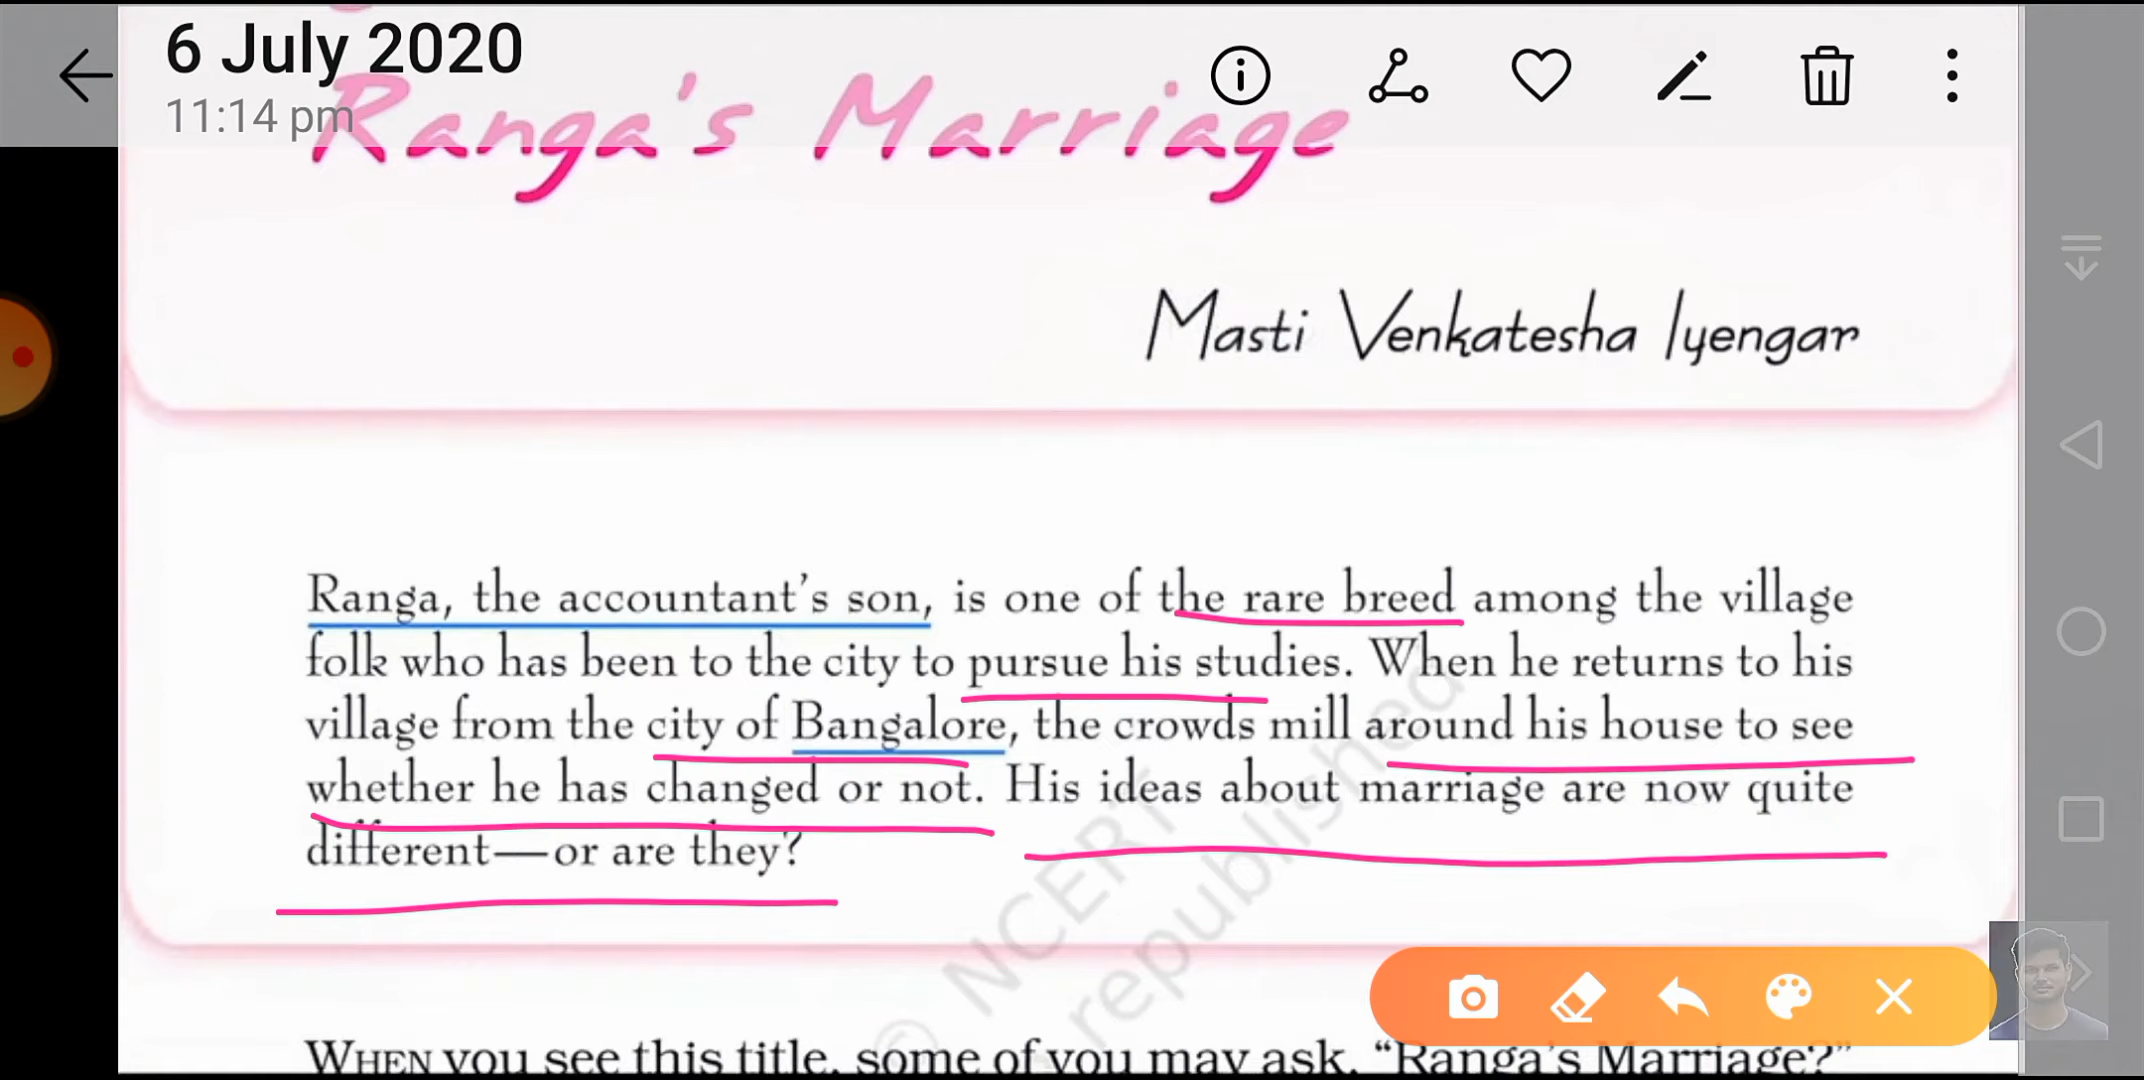 6 July 2020
11:14 pm
Ranga's Marriage
Masti Venkatesha Iyengar
Ranga, the accountant's son, is one of the rare breed among the village
folk who has been to the city to pursue his studies. When he returns to his
village from the city of Bangalore, the crowds mill around his house to see
whether he has changed or not. His ideas about marriage are now quite
different—or are they?
© NCERT
republished
WHEN you see this title, some of you may ask, “Ranga's Marriage?”